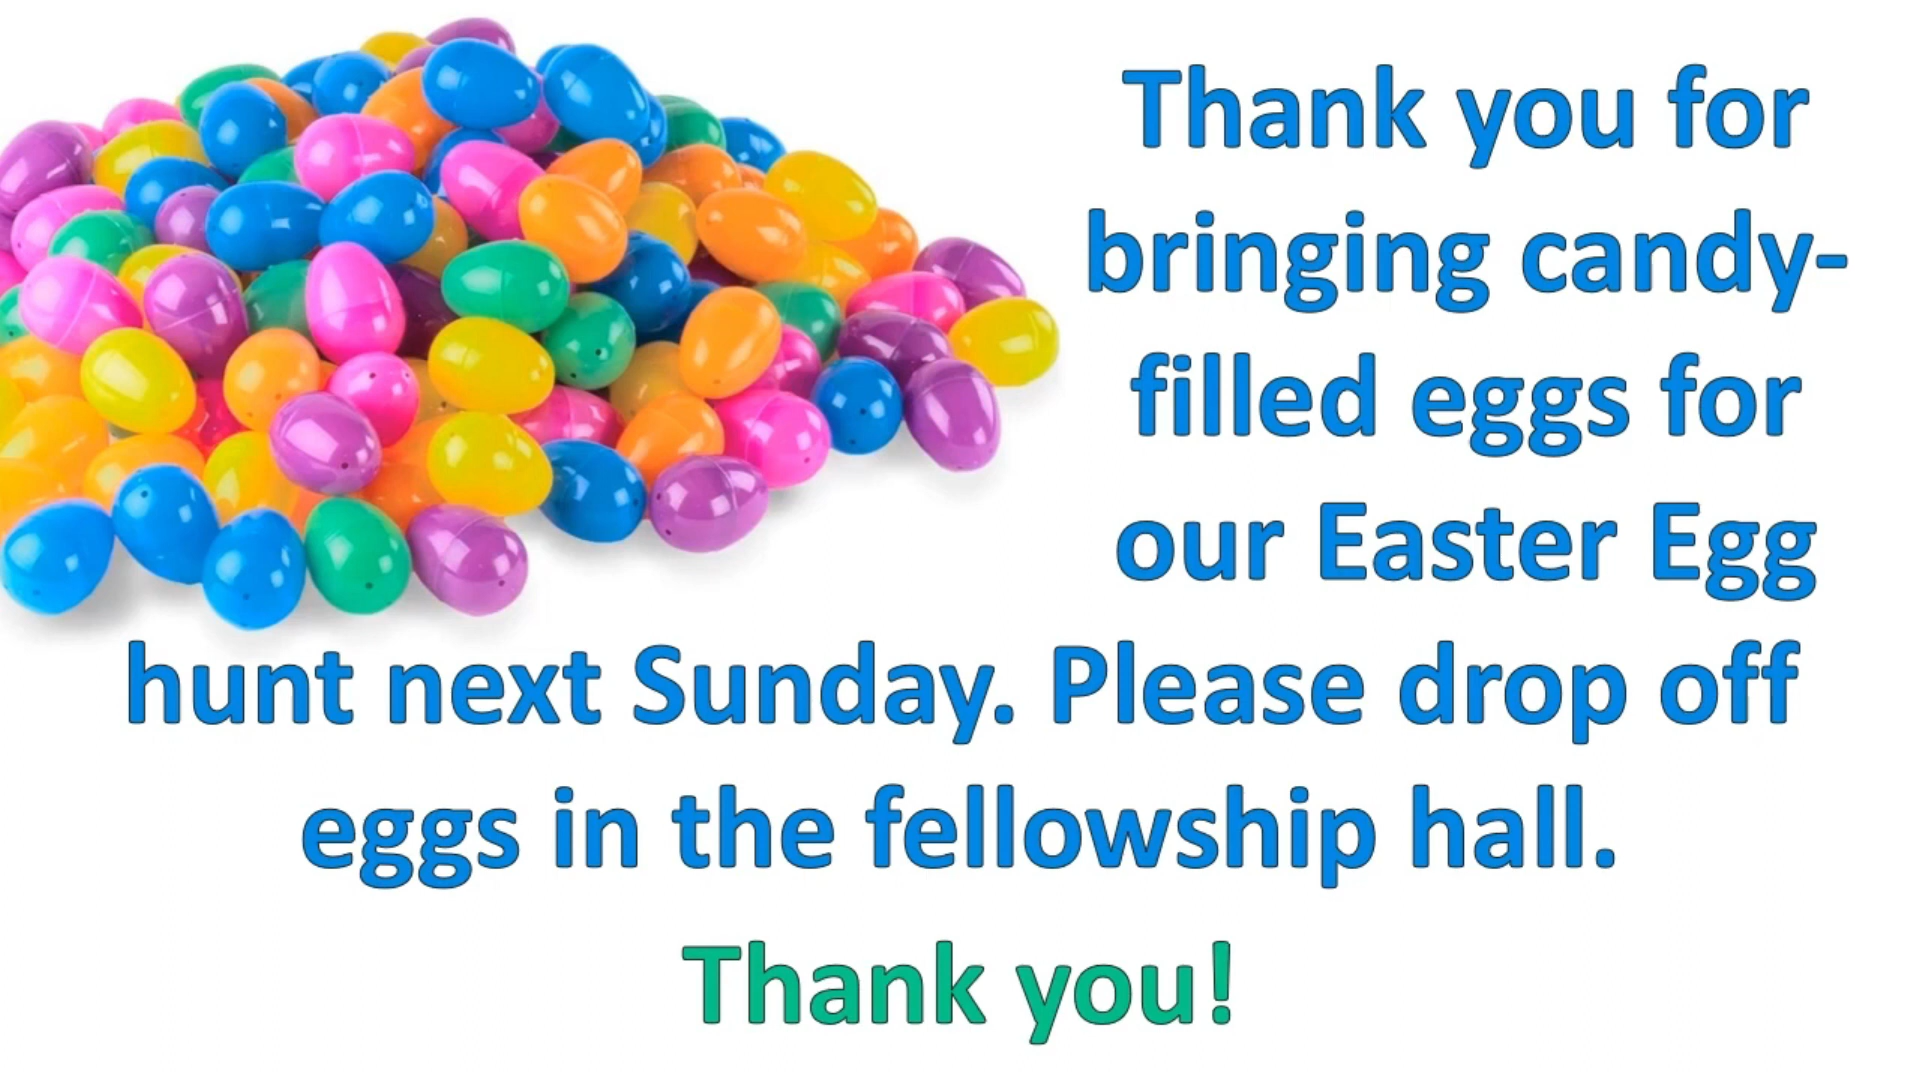 Thank you for
bringing candy-
filled eggs for
our Easter Egg
hunt next Sunday. Please drop off
eggs in the fellowship hall.
Thank you!